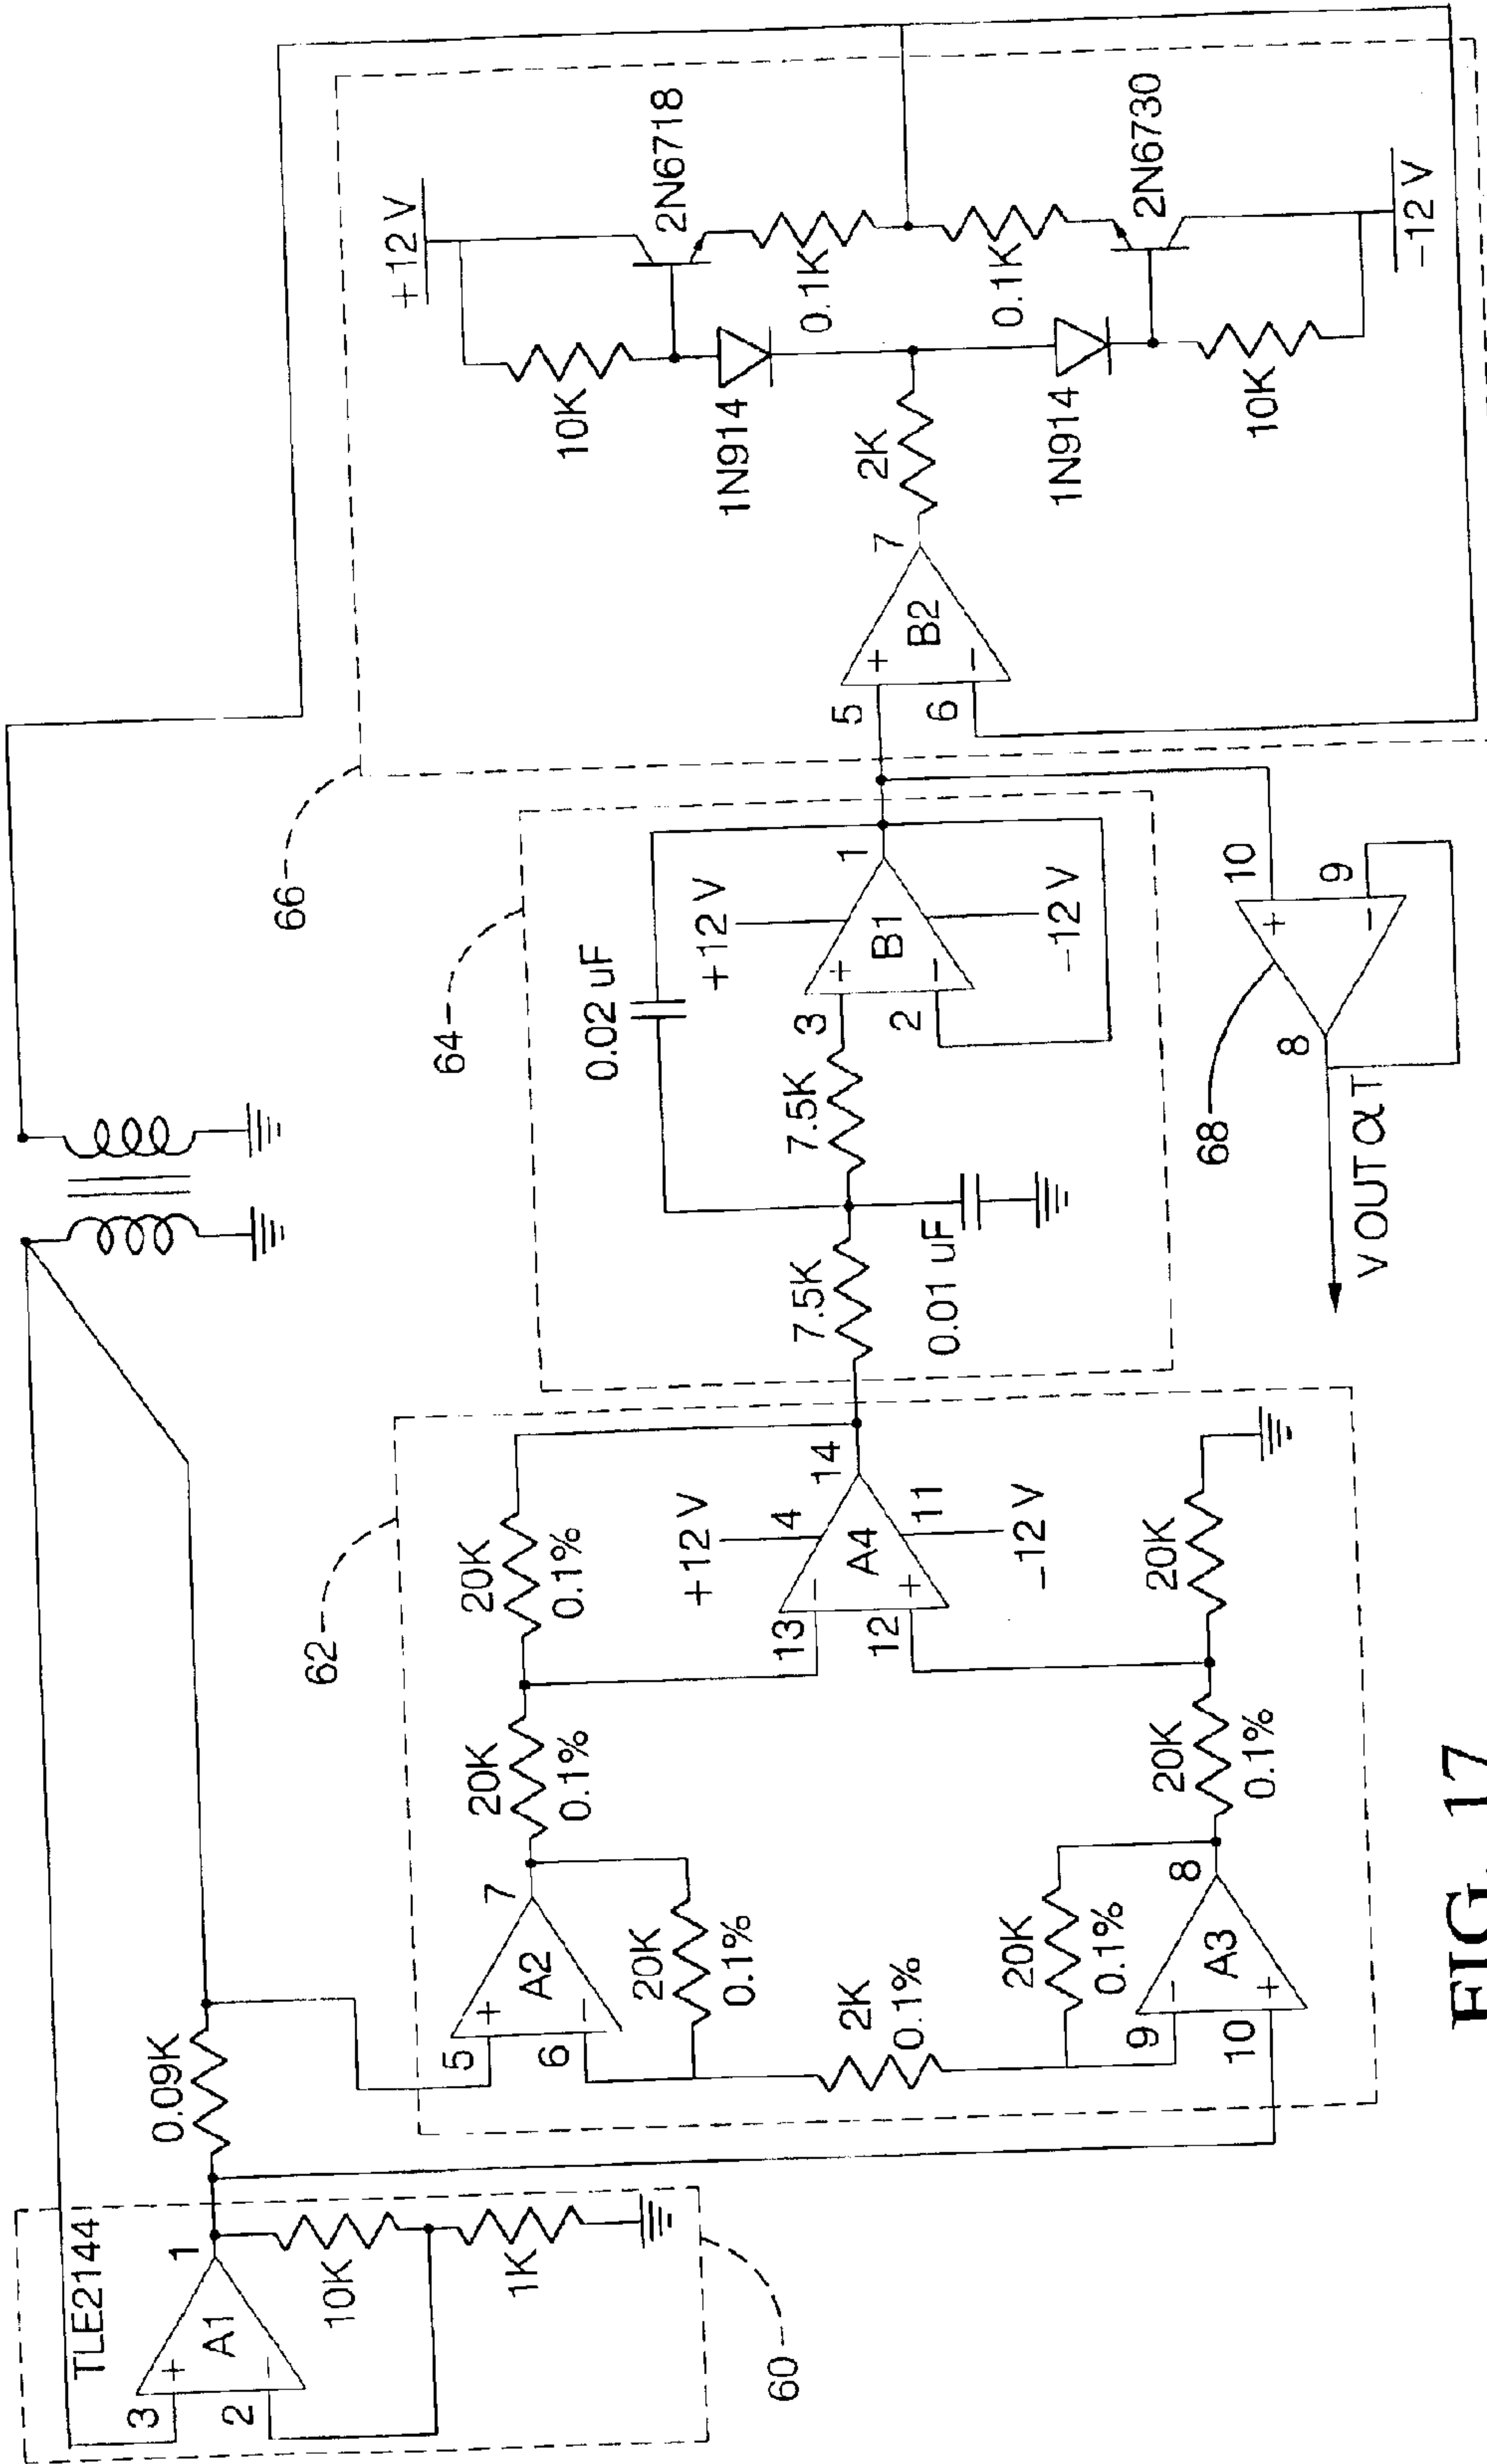 TLE2144
3
2
A1
+
−
1
10K
1K
60
0.09K
62
5
6
A2
+
−
7
20K
0.1%
2K
0.1%
20K
0.1%
9
10
A3
−
+
8
20K
0.1%
20K
0.1%
20K
0.1%
20K
13
12
A4
−
+
14
+12 V
4
11
−12 V
64
7.5K
0.01 uF
7.5K
0.02 uF
3
2
B1
+
−
1
+12 V
−12 V
68
10
9
+
−
8
V OUT α T
66
5
6
B2
+
−
7
2K
10K
1N914
1N914
10K
+12 V
2N6718
0.1K
0.1K
2N6730
−12 V
FIG. 17